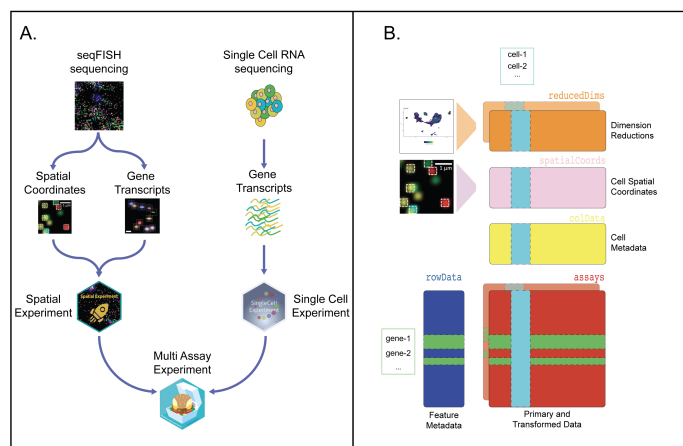 A.
seqFISH
sequencing
Single Cell RNA
sequencing
Spatial
Coordinates
Gene
Transcripts
Gene
Transcripts
Spatial
Experiment
Spatial Experiment
SingleCell
Experiment
Single Cell
Experiment
Multi Assay
Experiment
B.
cell-1
cell-2
...
reducedDims
Dimension
Reductions
1 μm
spatialCoords
Cell Spatial
Coordinates
colData
Cell
Metadata
rowData
assays
gene-1
gene-2
...
Feature
Metadata
Primary and
Transformed Data